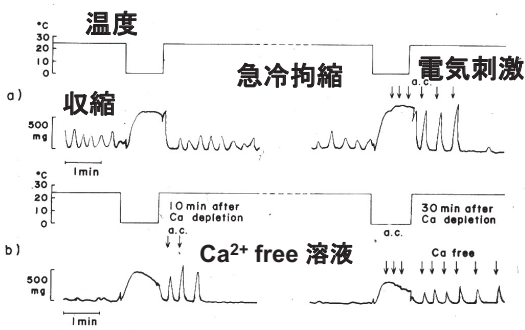 温度
°C
30
20
10
0
急冷拘縮
電気刺激
a.c.
a)
収縮
500
mg
1min
°C
30
20
10
0
10 min after
Ca depletion
a.c.
30 min after
Ca depletion
a.c.
b)
Ca2+ free 溶液
Ca free
500
mg
1min